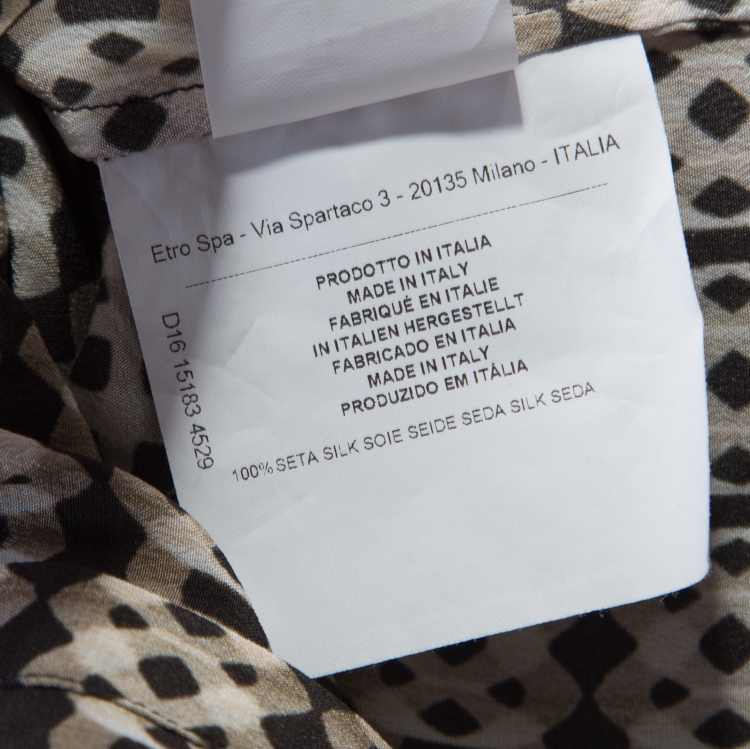 Etro Spa - Via Spartaco 3 - 20135 Milano - ITALIA
PRODOTTO IN ITALIA
MADE IN ITALY
FABRIQUÉ EN ITALIE
IN ITALIEN HERGESTELLT
FABRICADO EN ITALIA
MADE IN ITALY
PRODUZIDO EM ITÁLIA
100% SETA SILK SOIE SEIDE SEDA SILK SEDA
D16 15183 4529